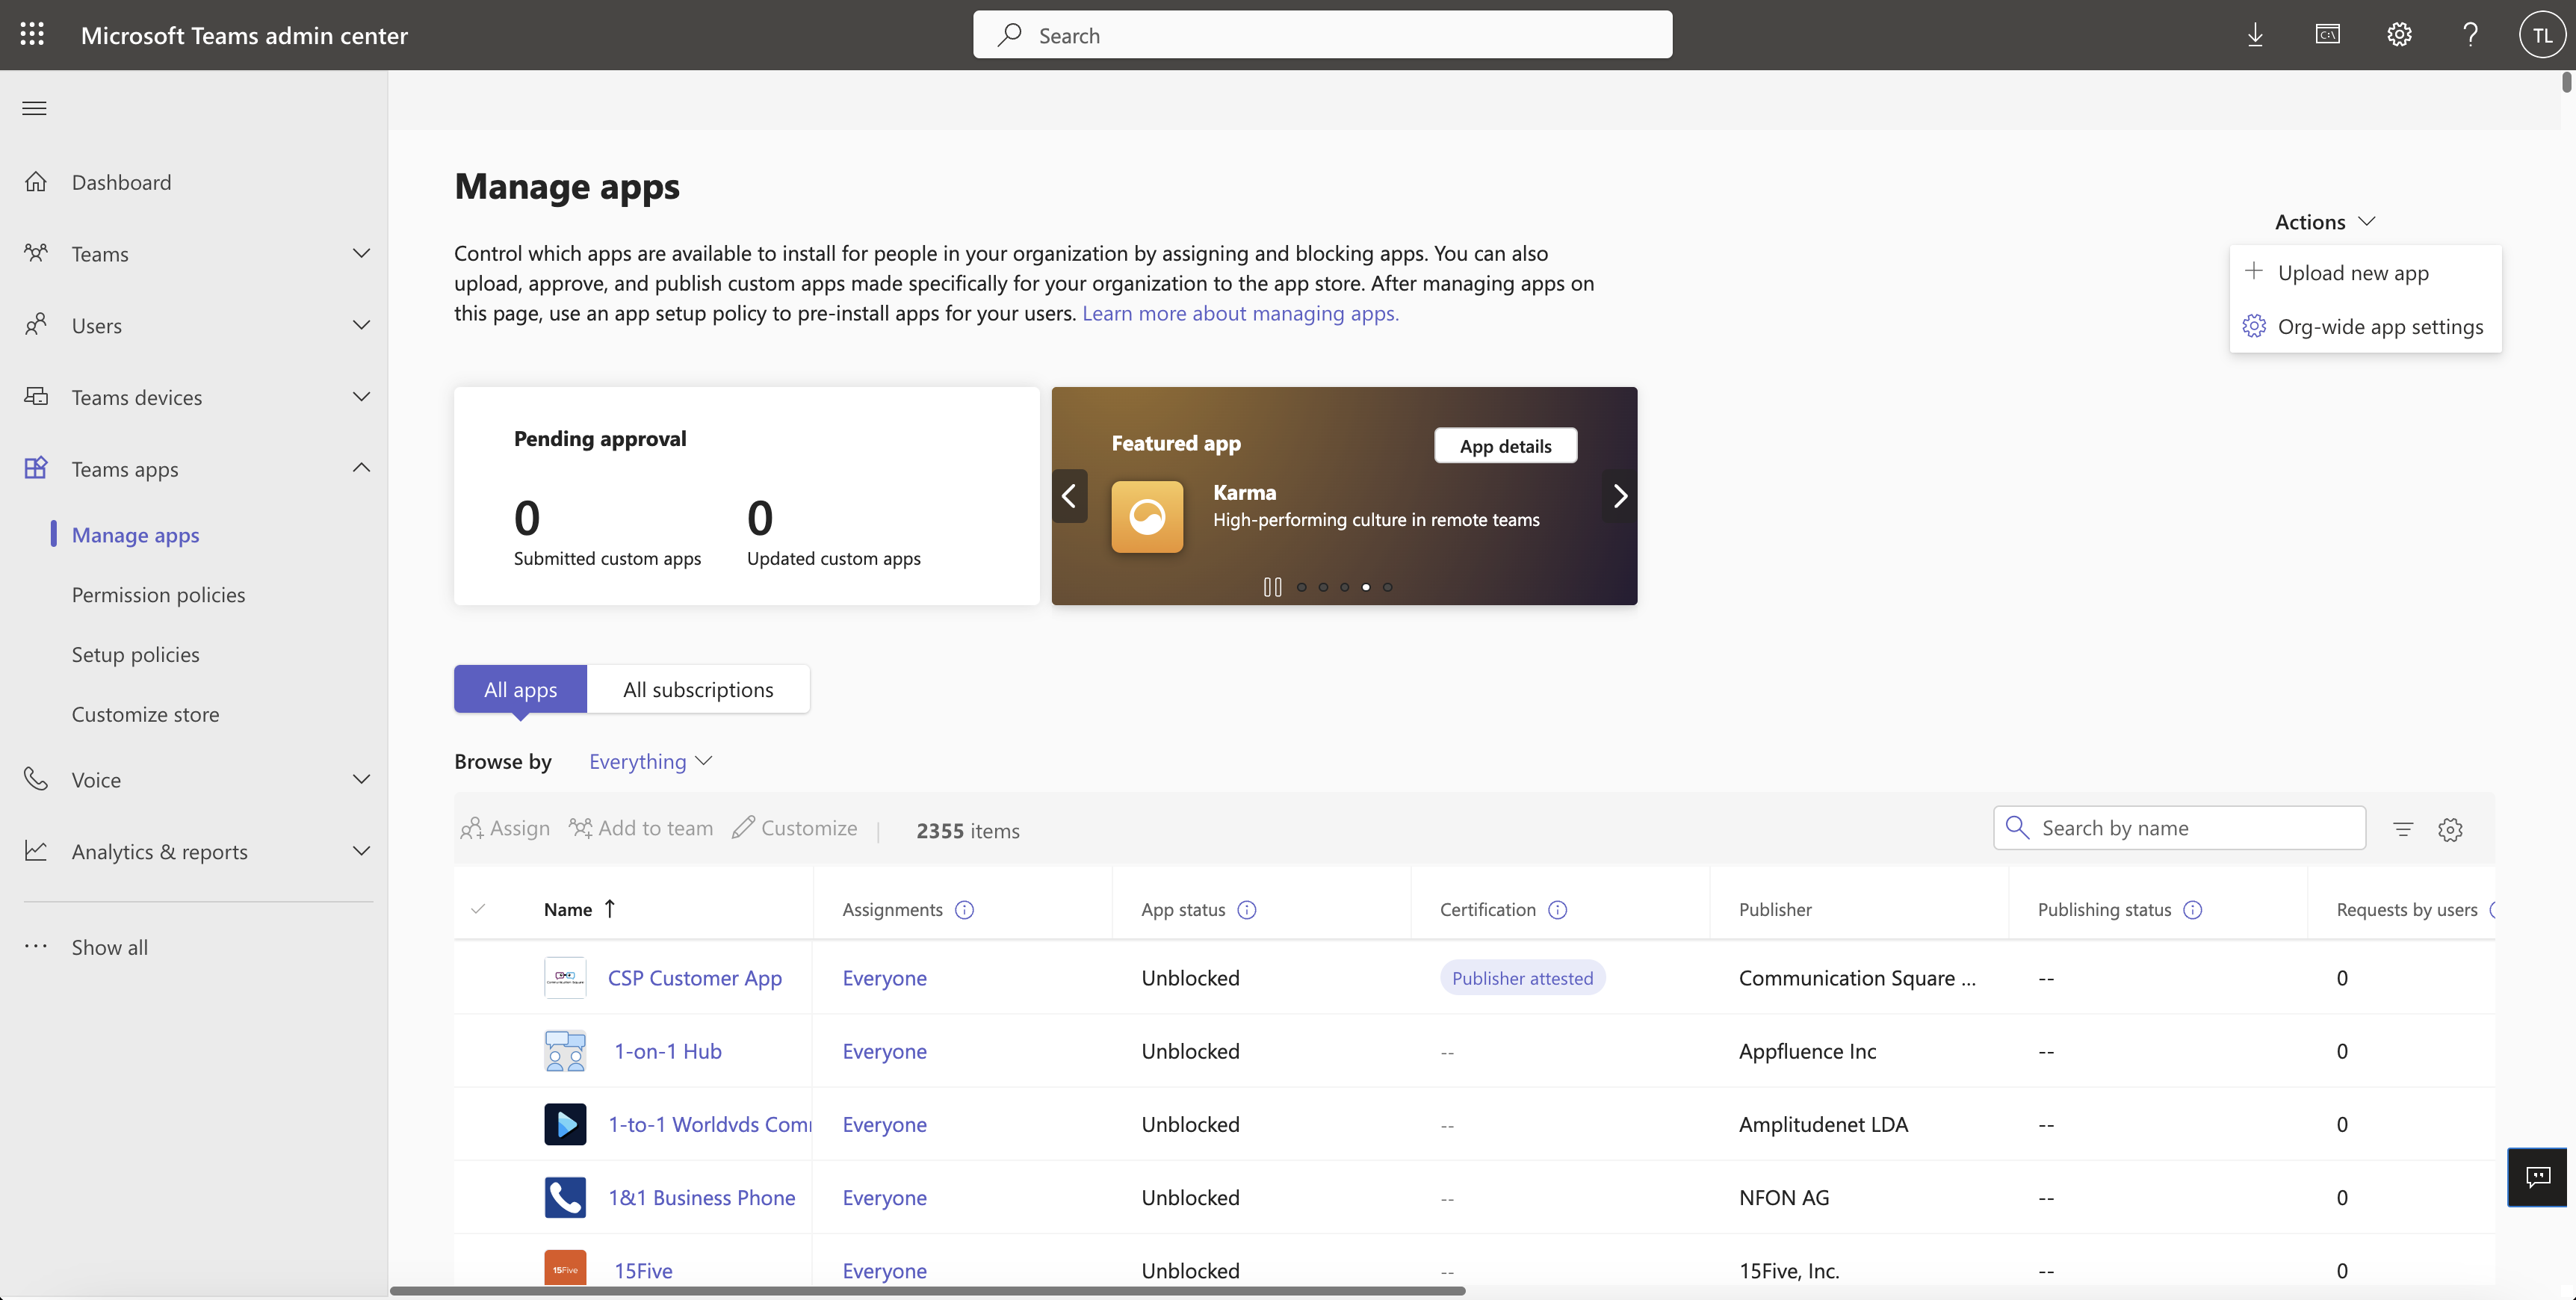 Microsoft Teams admin center
Search
TL
Dashboard
Teams
Users
Teams devices
Teams apps
Manage apps
Permission policies
Setup policies
Customize store
Voice
Analytics & reports
Show all
Manage apps
Control which apps are available to install for people in your organization by assigning and blocking apps. You can also
upload, approve, and publish custom apps made specifically for your organization to the app store. After managing apps on
this page, use an app setup policy to pre-install apps for your users. Learn more about managing apps.
Actions
Upload new app
Org-wide app settings
Pending approval
0
Submitted custom apps
0
Updated custom apps
Featured app
App details
Karma
High-performing culture in remote teams
All apps
All subscriptions
Browse by Everything
Assign Add to team Customize 2355 items Search by name
Name Assignments App status Certification Publisher Publishing status Requests by users
CSP Customer App Everyone Unblocked Publisher attested Communication Square ... -- 0
1-on-1 Hub Everyone Unblocked -- Appfluence Inc -- 0
1-to-1 Worldvds Com Everyone Unblocked -- Amplitudenet LDA -- 0
1&1 Business Phone Everyone Unblocked -- NFON AG -- 0
15Five 15Five Everyone Unblocked -- 15Five, Inc. -- 0